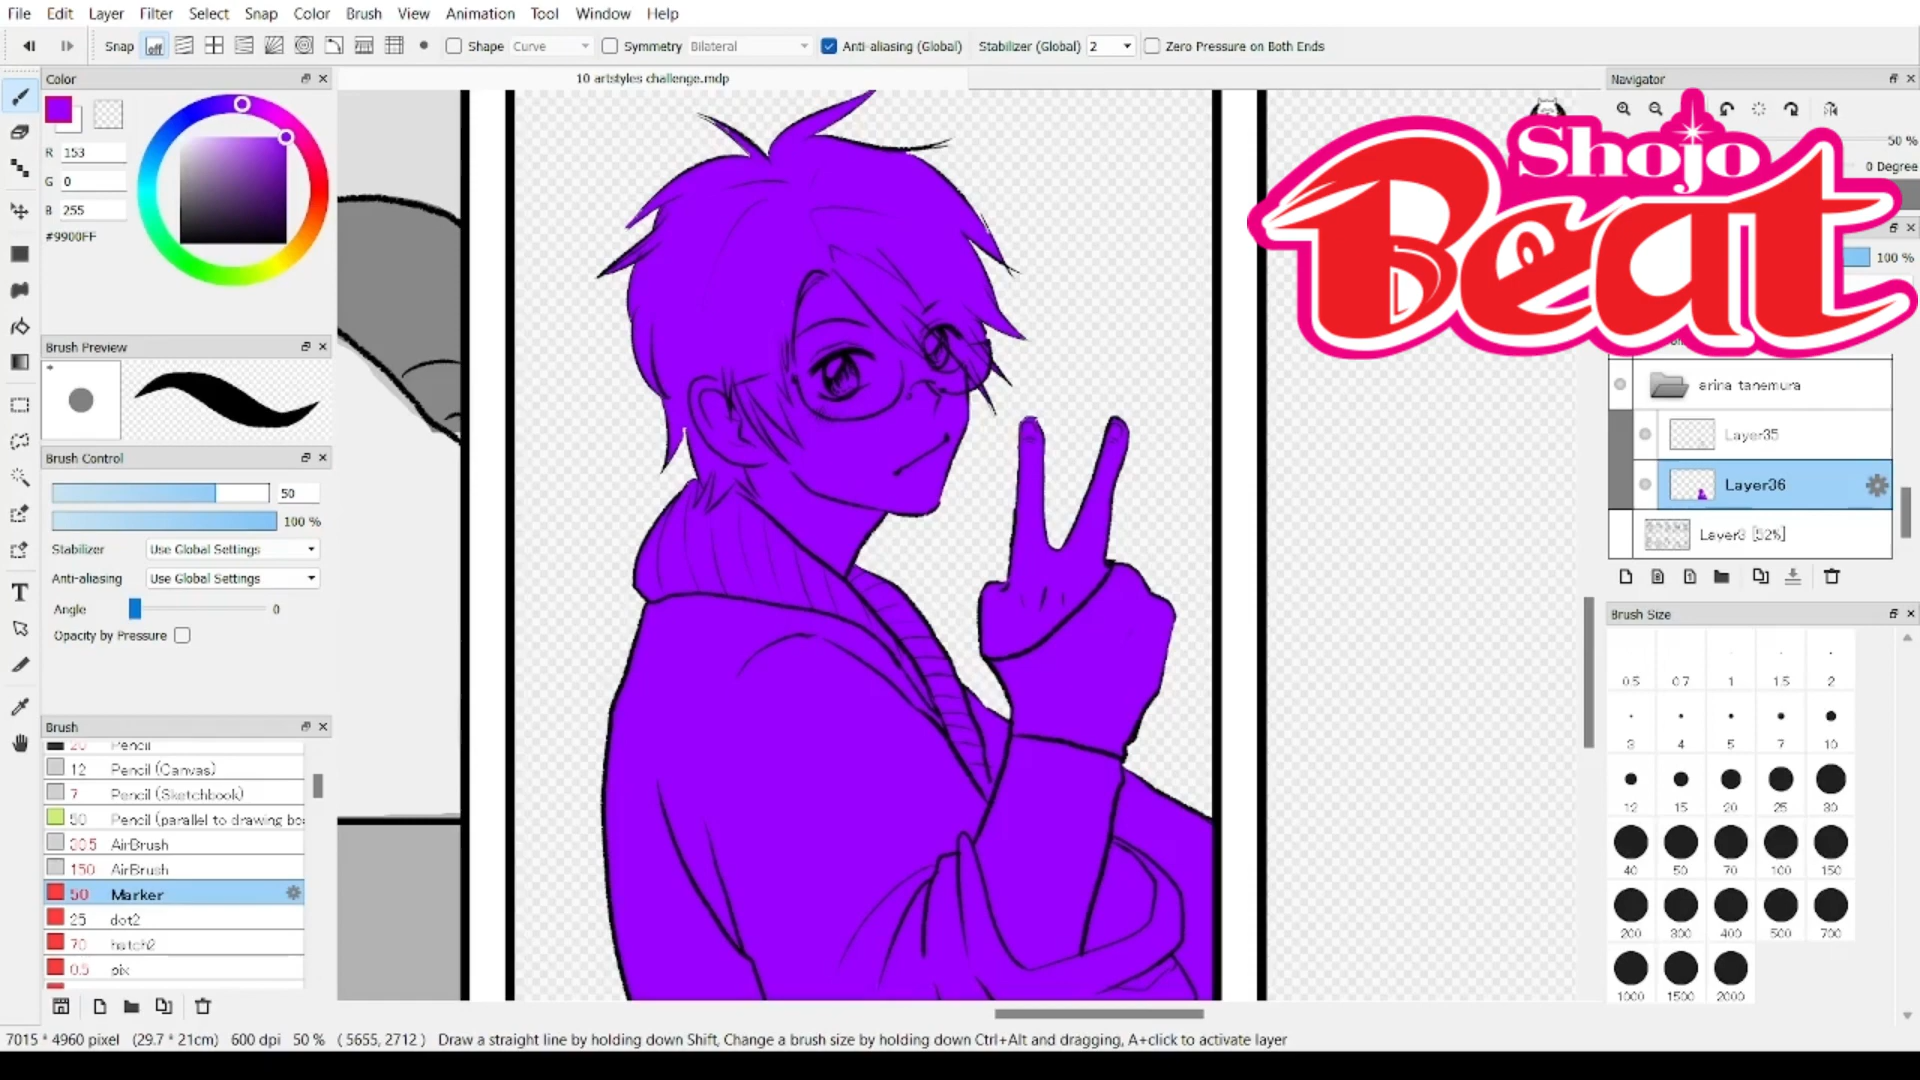 File Edit Layer Filter Select Snap Color Brush View Animation Tool Window Help
Snap off Shape Curve Symmetry Bilateral Anti-aliasing (Global) Stabilizer (Global) 2 Zero Pressure on Both Ends
Color
10 artstyles challenge.mdp
Navigator
R 153
G 0
B 255
#9900FF
50 %
0 Degree
Shojo
Beat
100 %
Brush Preview
Brush Control
50
100 %
Stabilizer Use Global Settings
Anti-aliasing Use Global Settings
Angle 0
Opacity by Pressure
arina tanemura
Layer35
Layer36
Layer3 [52%]
Brush Size
0.5 0.7 1 1.5 2
3 4 5 7 10
12 15 20 25 30
40 50 70 100 150
200 300 400 500 700
1000 1500 2000
Brush
20 Pencil
12 Pencil (Canvas)
7 Pencil (Sketchbook)
50 Pencil (parallel to drawing bo
30.5 AirBrush
150 AirBrush
50 Marker
25 dot2
70 hatch2
0.5 pix
T
7015 * 4960 pixel (29.7 * 21cm) 600 dpi 50 % ( 5655, 2712 ) Draw a straight line by holding down Shift, Change a brush size by holding down Ctrl+Alt and dragging, A+click to activate layer